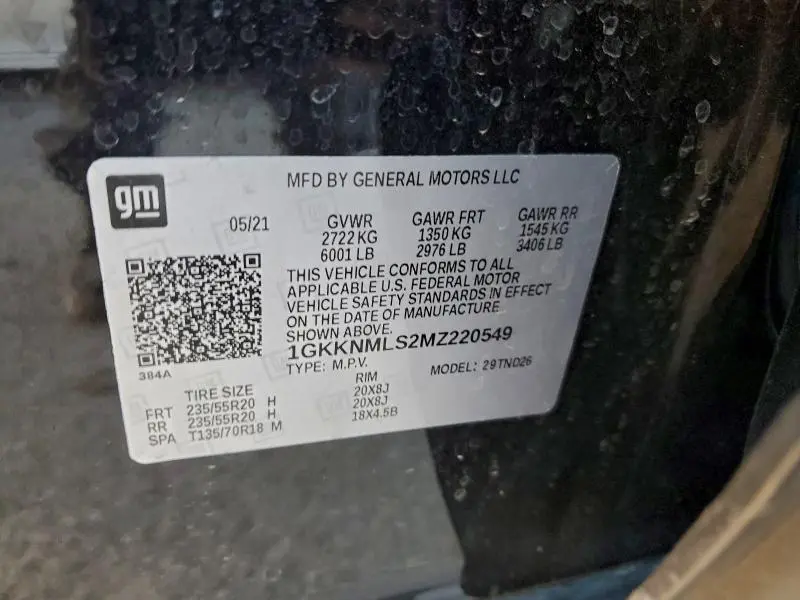 gm
MFD BY GENERAL MOTORS LLC
05/21 GVWR GAWR FRT GAWR RR
2722 KG 1350 KG 1545 KG
6001 LB 2976 LB 3406 LB
THIS VEHICLE CONFORMS TO ALL
APPLICABLE U.S. FEDERAL MOTOR
VEHICLE SAFETY STANDARDS IN EFFECT
ON THE DATE OF MANUFACTURE
SHOWN ABOVE.
1GKKNMLS2MZ220549
384A TYPE: M.P.V. MODEL: 29TND26
TIRE SIZE RIM
FRT 235/55R20 H 20X8J
RR 235/55R20 H 20X8J
SPA T135/70R18 M 18X4.5B